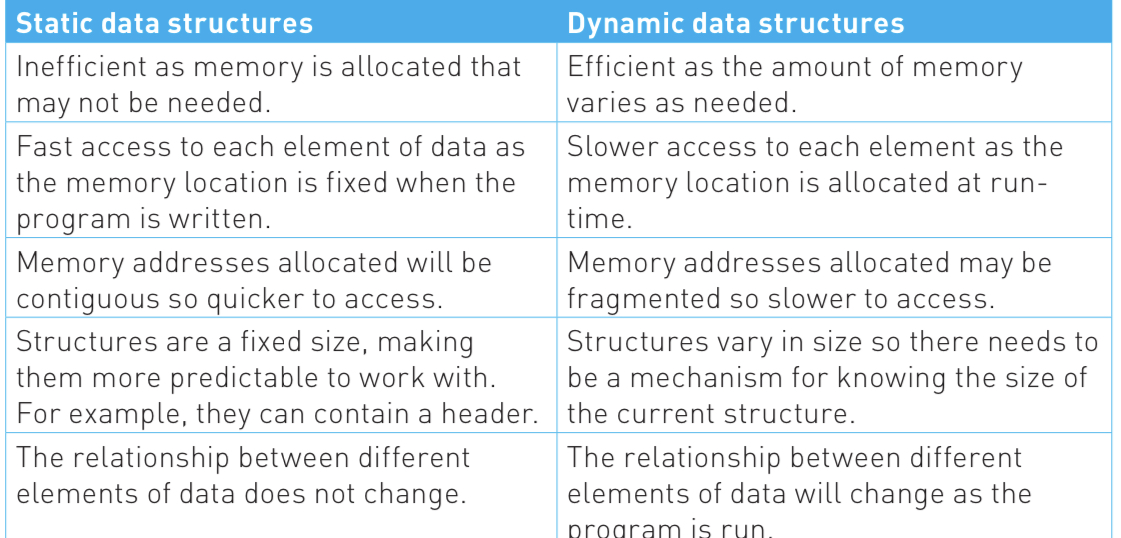 Static data structures
Dynamic data structures
Inefficient as memory is allocated that
may not be needed.
Efficient as the amount of memory
varies as needed.
Fast access to each element of data as
the memory location is fixed when the
program is written.
Slower access to each element as the
memory location is allocated at run-
time.
Memory addresses allocated will be
contiguous so quicker to access.
Memory addresses allocated may be
fragmented so slower to access.
Structures are a fixed size, making
them more predictable to work with.
For example, they can contain a header.
Structures vary in size so there needs to
be a mechanism for knowing the size of
the current structure.
The relationship between different
elements of data does not change.
The relationship between different
elements of data will change as the
program is run.